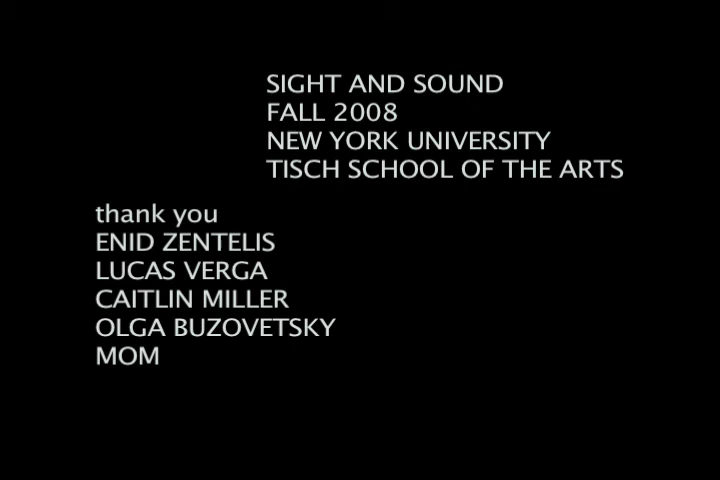 SIGHT AND SOUND
FALL 2008
NEW YORK UNIVERSITY
TISCH SCHOOL OF THE ARTS
thank you
ENID ZENTELIS
LUCAS VERGA
CAITLIN MILLER
OLGA BUZOVETSKY
MOM